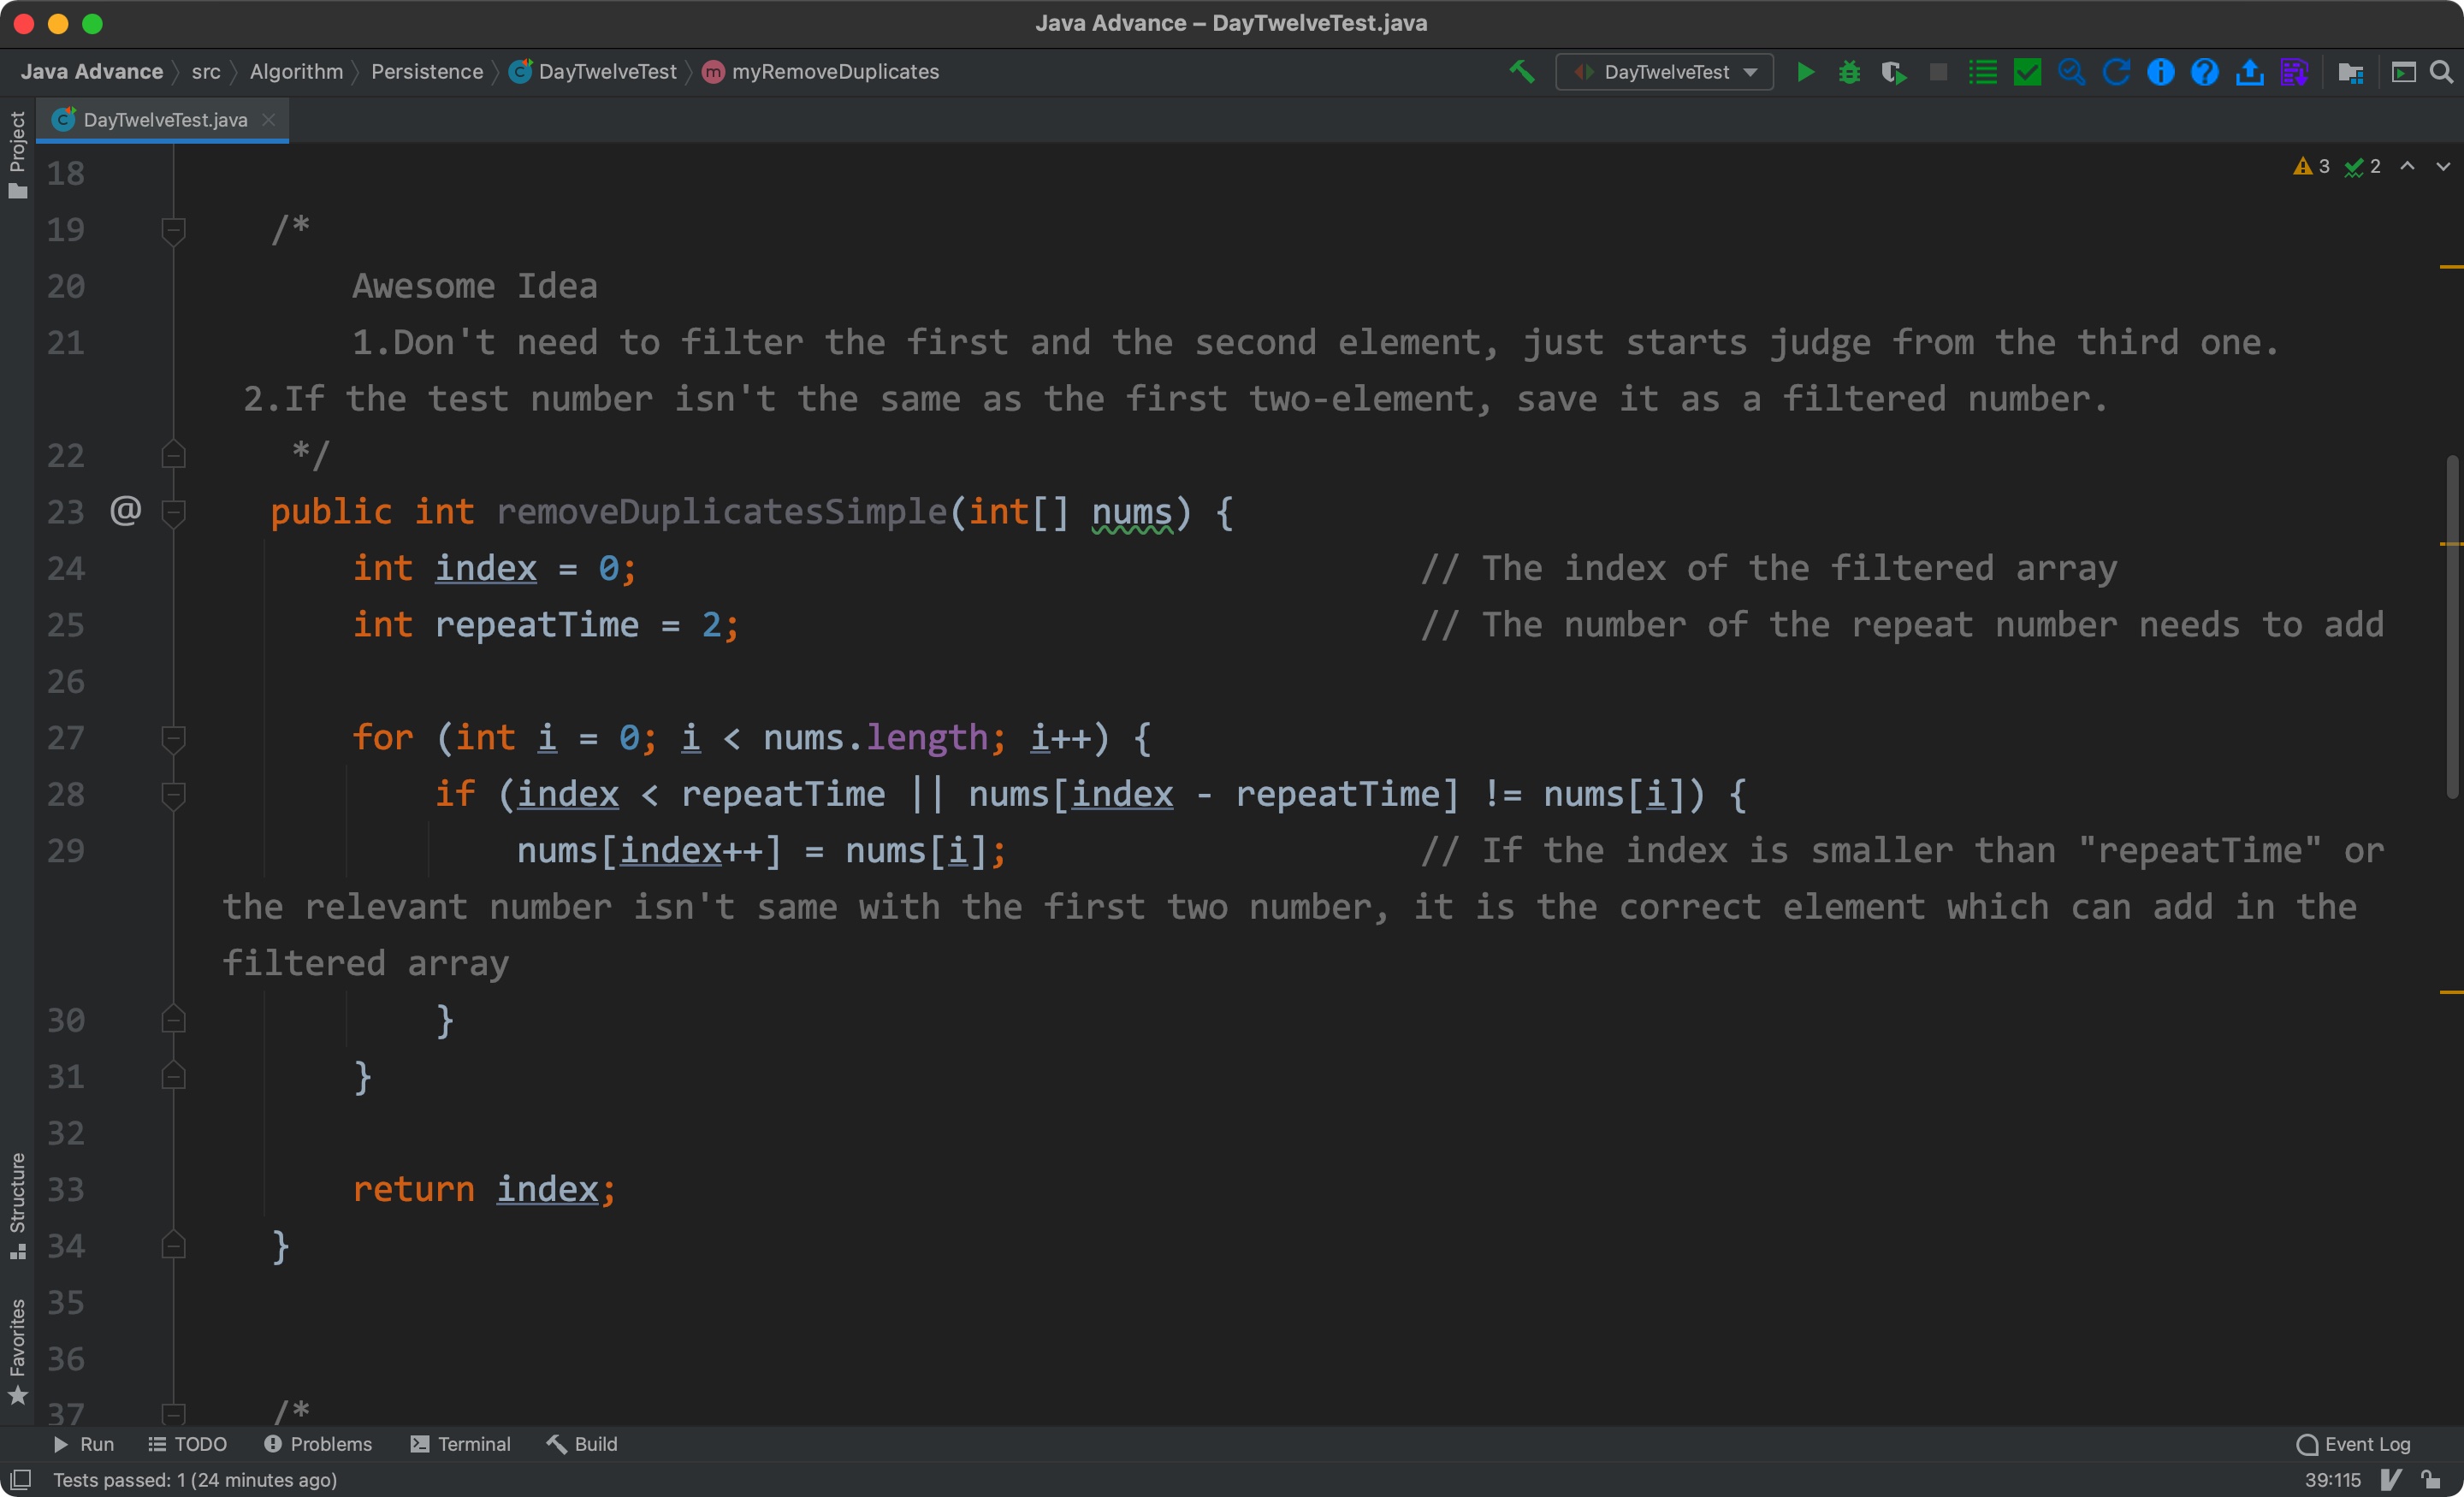 Java Advance – DayTwelveTest.java
Java Advance src Algorithm Persistence DayTwelveTest myRemoveDuplicates DayTwelveTest
Project
DayTwelveTest.java
3 2
18
19 /*
20 Awesome Idea
21 1.Don't need to filter the first and the second element, just starts judge from the third one.
2.If the test number isn't the same as the first two-element, save it as a filtered number.
22 */
23 @ public int removeDuplicatesSimple(int[] nums) {
24 int index = 0; // The index of the filtered array
25 int repeatTime = 2; // The number of the repeat number needs to add
26
27 for (int i = 0; i < nums.length; i++) {
28 if (index < repeatTime || nums[index - repeatTime] != nums[i]) {
29 nums[index++] = nums[i]; // If the index is smaller than "repeatTime" or
the relevant number isn't same with the first two number, it is the correct element which can add in the
filtered array
30 }
31 }
32
33 return index;
34 }
35
36
37 /*
Structure
Favorites
Run TODO Problems Terminal Build Event Log
Tests passed: 1 (24 minutes ago) 39:115